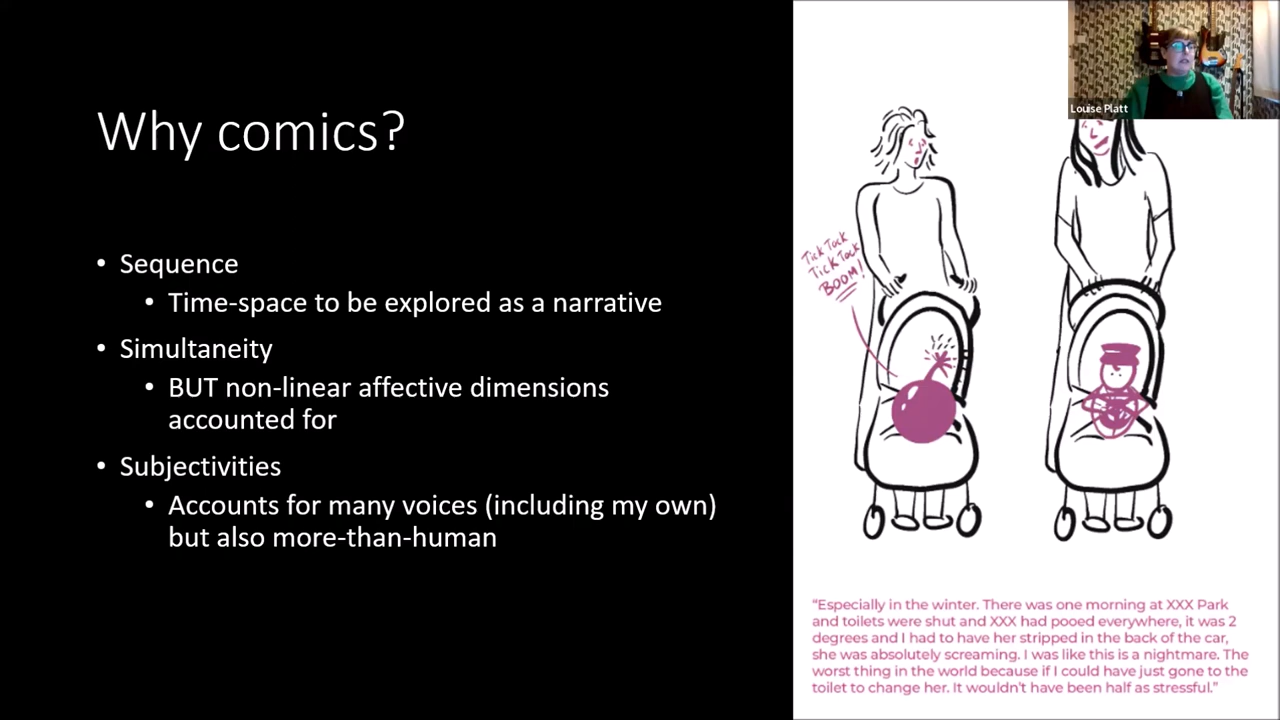 Why comics?
• Sequence
• Time-space to be explored as a narrative
• Simultaneity
• BUT non-linear affective dimensions
accounted for
• Subjectivities
• Accounts for many voices (including my own)
but also more-than-human
Louise Platt
Tick Tock
Tick Tock
BOOM!
“Especially in the winter. There was one morning at XXX Park
and toilets were shut and XXX had pooed everywhere, it was 2
degrees and I had to have her stripped in the back of the car,
she was absolutely screaming. I was like this is a nightmare. The
worst thing in the world because if I could have just gone to the
toilet to change her. It wouldn’t have been half as stressful.”